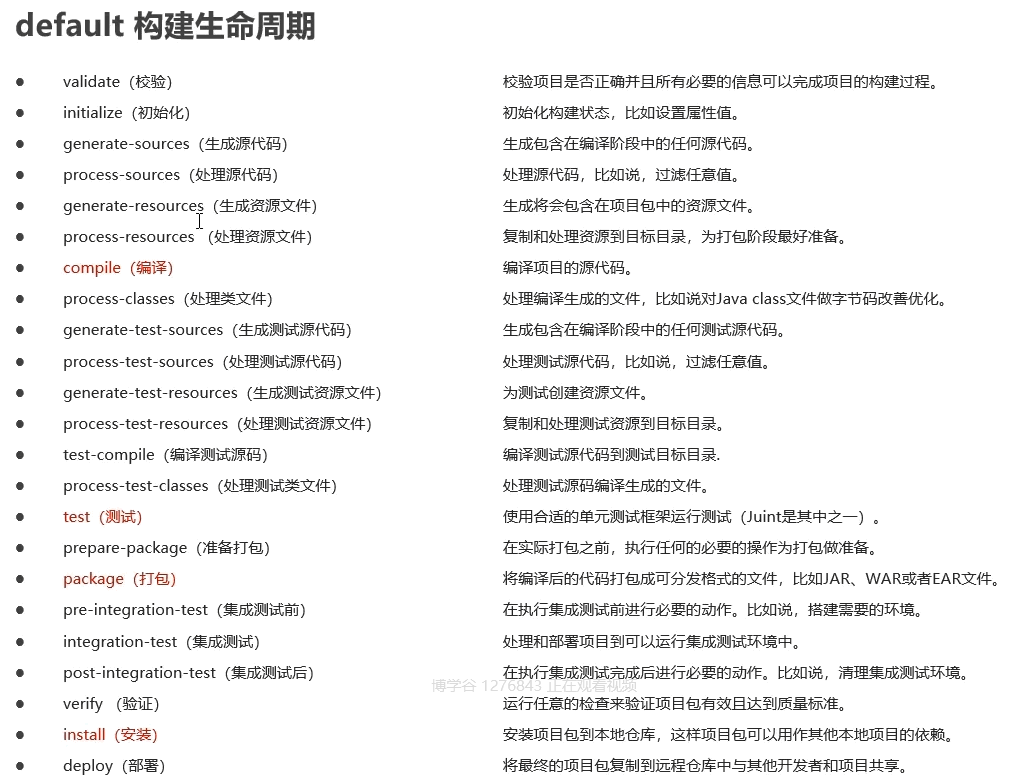 default 构建生命周期
● validate（校验） 校验项目是否正确并且所有必要的信息可以完成项目的构建过程。
● initialize（初始化） 初始化构建状态，比如设置属性值。
● generate-sources（生成源代码） 生成包含在编译阶段中的任何源代码。
● process-sources（处理源代码） 处理源代码，比如说，过滤任意值。
● generate-resources（生成资源文件） 生成将会包含在项目包中的资源文件。
● process-resources （处理资源文件） 复制和处理资源到目标目录，为打包阶段最好准备。
● compile（编译） 编译项目的源代码。
● process-classes（处理类文件） 处理编译生成的文件，比如说对Java class文件做字节码改善优化。
● generate-test-sources（生成测试源代码） 生成包含在编译阶段中的任何测试源代码。
● process-test-sources（处理测试源代码） 处理测试源代码，比如说，过滤任意值。
● generate-test-resources（生成测试资源文件） 为测试创建资源文件。
● process-test-resources（处理测试资源文件） 复制和处理测试资源到目标目录。
● test-compile（编译测试源码） 编译测试源代码到测试目标目录.
● process-test-classes（处理测试类文件） 处理测试源码编译生成的文件。
● test（测试） 使用合适的单元测试框架运行测试（Juint是其中之一）。
● prepare-package（准备打包） 在实际打包之前，执行任何的必要的操作为打包做准备。
● package（打包） 将编译后的代码打包成可分发格式的文件，比如JAR、WAR或者EAR文件。
● pre-integration-test（集成测试前） 在执行集成测试前进行必要的动作。比如说，搭建需要的环境。
● integration-test（集成测试） 处理和部署项目到可以运行集成测试环境中。
● post-integration-test（集成测试后） 在执行集成测试完成后进行必要的动作。比如说，清理集成测试环境。
博学谷 1276843 正在观看视频
● verify （验证） 运行任意的检查来验证项目包有效且达到质量标准。
● install（安装） 安装项目包到本地仓库，这样项目包可以用作其他本地项目的依赖。
● deploy（部署） 将最终的项目包复制到远程仓库中与其他开发者和项目共享。